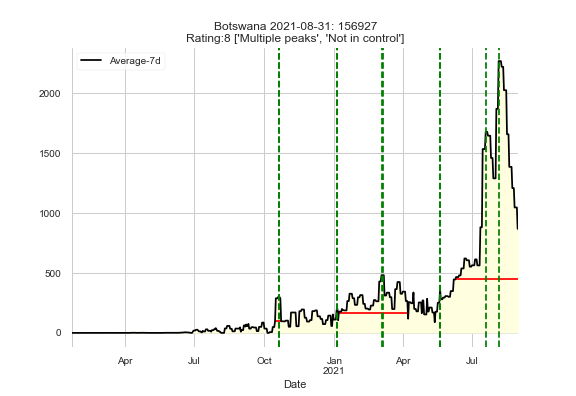 Botswana 2021-08-31: 156927
Rating:8 ['Multiple peaks', 'Not in control']
Average-7d
2000
1500
1000
500
0
Apr Jul Oct Jan Apr Jul
2021
Date